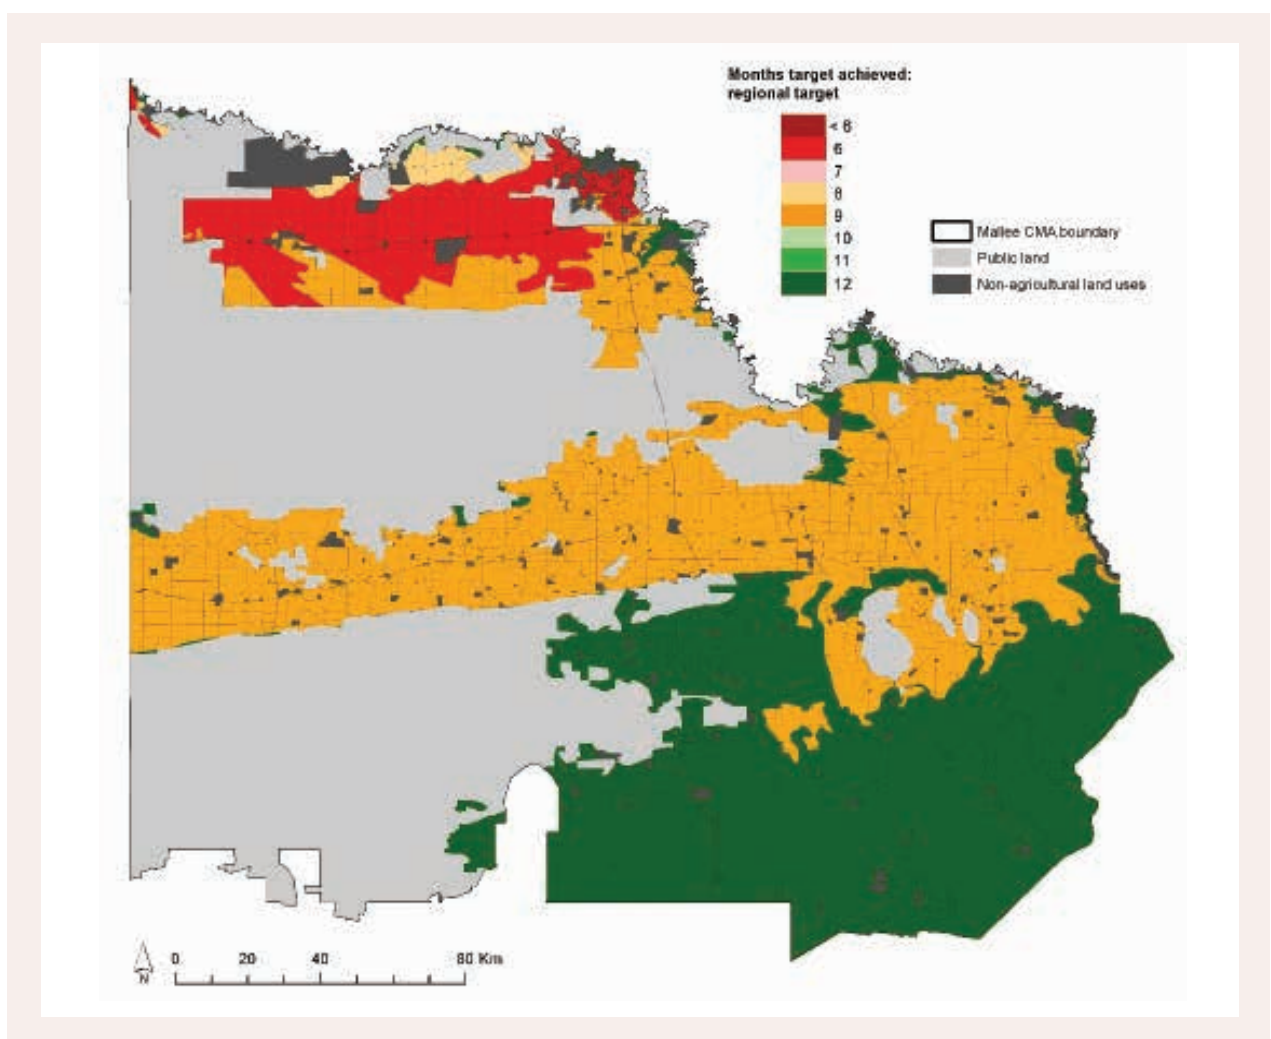 Months target achieved:
regional target
< 6
6
7
8
9
10
11
12
Mallee CMA boundary
Public land
Non-agricultural land uses
0 20 40 80 Km
N